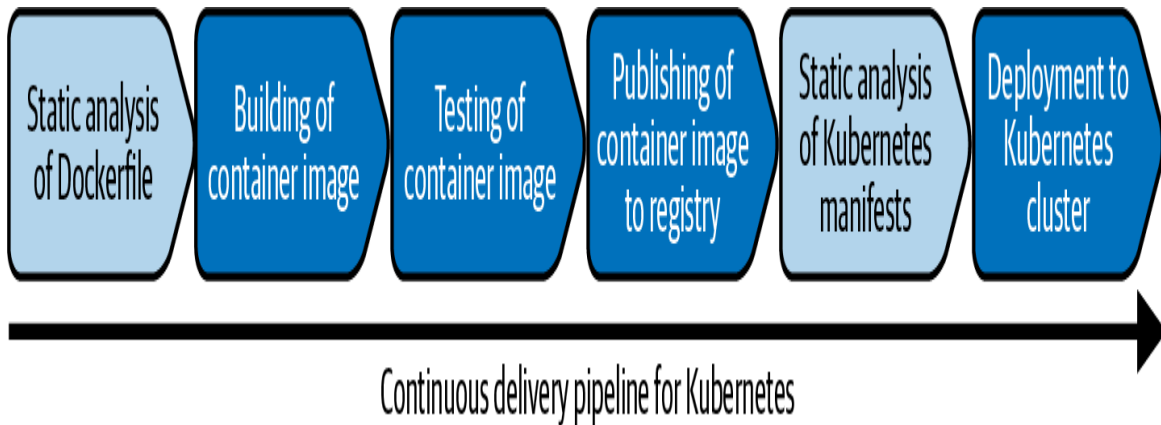 Static analysis
of Dockerfile
Building of
container image
Testing of
container image
Publishing of
container image
to registry
Static analysis
of Kubernetes
manifests
Deployment to
Kubernetes
cluster
Continuous delivery pipeline for Kubernetes